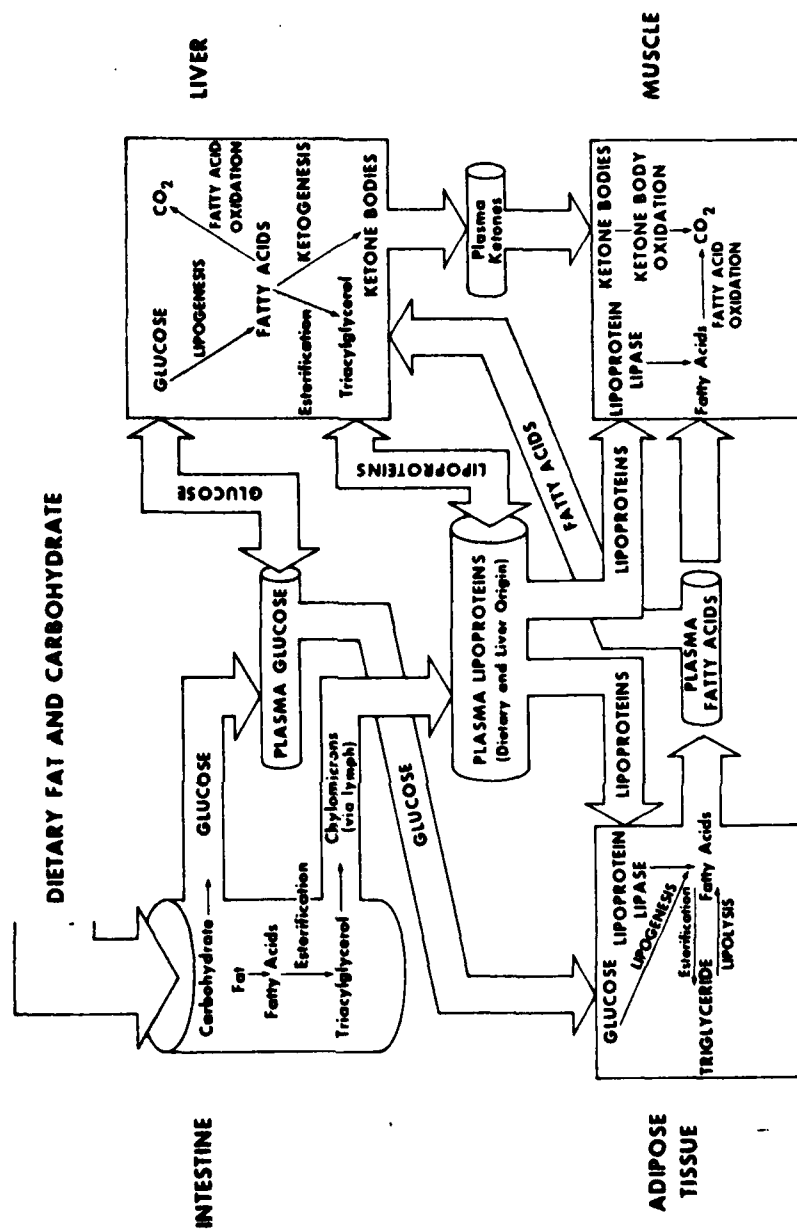 DIETARY FAT AND CARBOHYDRATE
INTESTINE
Carbohydrate
GLUCOSE
Fat
Fatty Acids
Esterification
Triacylglycerol
Chylomicrons
(via lymph)
PLASMA GLUCOSE
GLUCOSE
GLUCOSE
LIVER
GLUCOSE
LIPOGENESIS
CO2
FATTY ACID
OXIDATION
FATTY ACIDS
Esterification
KETOGENESIS
Triacylglycerol
KETONE BODIES
LIPOPROTEINS
PLASMA LIPOPROTEINS
(Dietary and Liver Origin)
FATTY ACIDS
Plasma
Ketones
LIPOPROTEINS
LIPOPROTEINS
ADIPOSE
TISSUE
GLUCOSE
LIPOPROTEIN
LIPASE
LIPOGENESIS
Esterification
Fatty Acids
TRIGLYCERIDE
LIPOLYSIS
PLASMA
FATTY ACIDS
MUSCLE
LIPOPROTEIN
LIPASE
KETONE BODIES
KETONE BODY
OXIDATION
Fatty Acids
CO2
FATTY ACID
OXIDATION